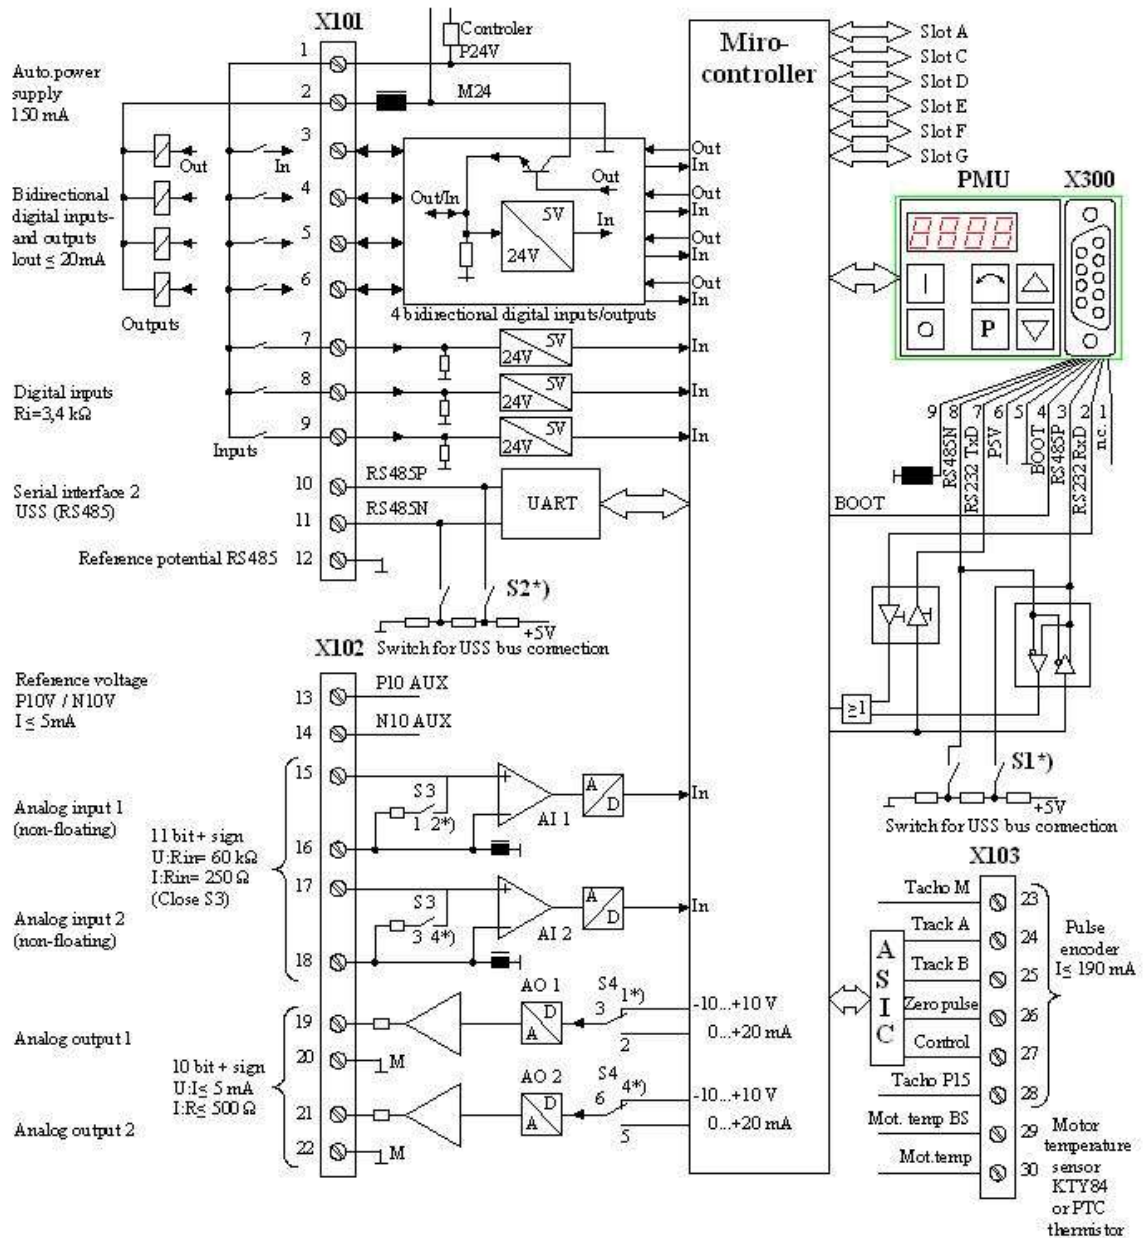 X101
Controler
P24V
Miro-
controller
Slot A
Slot C
Slot D
Slot E
Slot F
Slot G
Auto.power
supply
150 mA
1
2
M24
3
Out
In
4
5
6
Bidirectional
digital inputs-
and outputs
Iout ≤ 20mA
Outputs
Out/In
Out
In
5V
24V
4 bidirectional digital inputs/outputs
Out
In
Out
In
Out
In
Out
In
PMU
X300
8888
I
O
P
7
5V
24V
In
8
5V
24V
In
9
5V
24V
In
Digital inputs
Ri=3,4 kΩ
Inputs
9 8 7 6 5 4 3 2 1
RS485N
RS232 TxD
P5V
BOOT
RS485P
RS232 RxD
n.c.
BOOT
Serial interface 2
USS (RS485)
10
RS485P
11
RS485N
UART
Reference potential RS485
12
S2*)
+5V
Switch for USS bus connection
≥1
S1*)
+5V
Switch for USS bus connection
X102
Reference voltage
P10V / N10V
I ≤ 5mA
13
P10 AUX
14
N10 AUX
15
S3
1 2*)
+
-
AI 1
A
D
In
16
Analog input 1
(non-floating)
11 bit + sign
U:Rin= 60 kΩ
I:Rin= 250 Ω
(Close S3)
17
S3
3 4*)
+
-
AI 2
A
D
In
18
Analog input 2
(non-floating)
AO 1
D
A
S4
1*)
3
2
-10...+10 V
0...+20 mA
19
20
M
Analog output 1
10 bit + sign
U:I≤ 5 mA
I:R≤ 500 Ω
AO 2
D
A
S4
4*)
6
5
-10...+10 V
0...+20 mA
21
22
M
Analog output 2
X103
Tacho M
23
Track A
24
Track B
25
Zero pulse
26
Control
27
Tacho P15
28
Mot. temp BS
29
Mot.temp
30
A
S
I
C
Pulse
encoder
I≤ 190 mA
Motor
temperature
sensor
KTY84
or PTC
thermistor